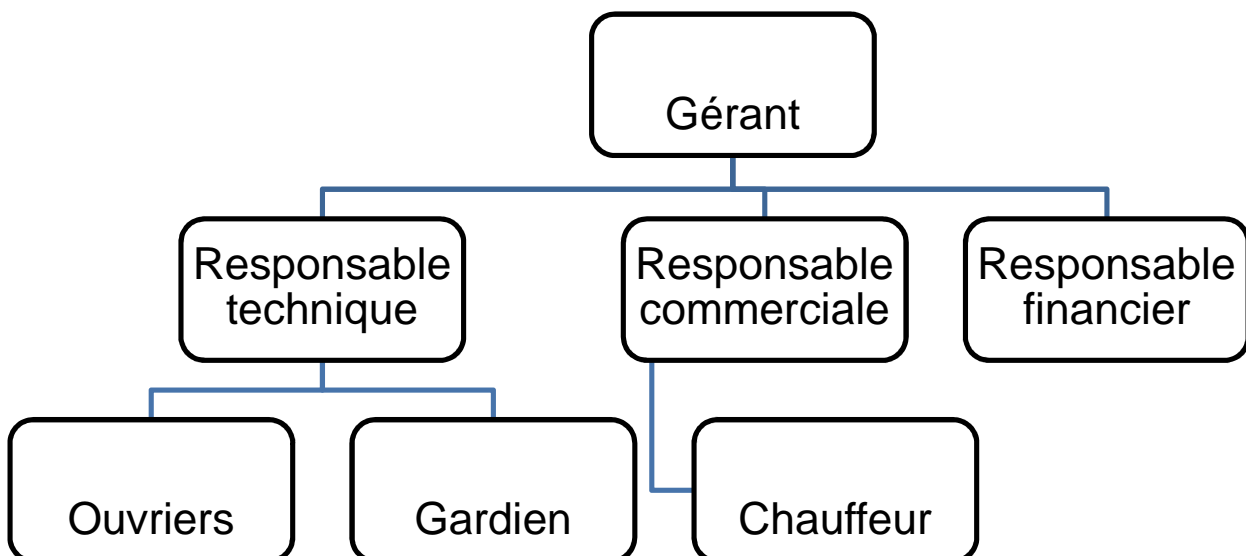 Gérant
Responsable
technique
Responsable
commerciale
Responsable
financier
Ouvriers
Gardien
Chauffeur